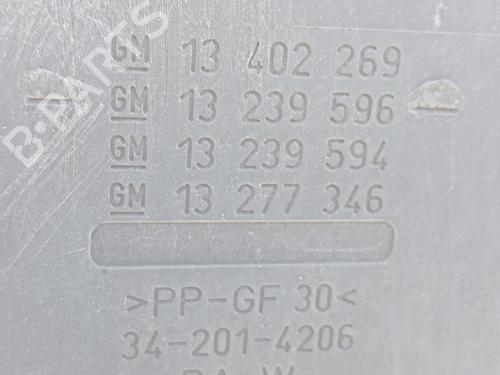 GM 13 402 269
GM 13 239 596
GM 13 239 594
GM 13 277 346
>PP-GF 30<
34-201-4206
B-PARTS